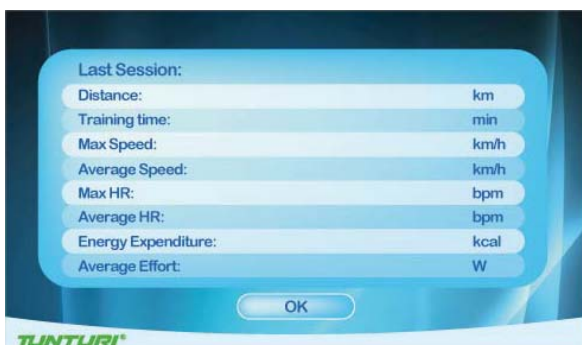 Last Session:
Distance: km
Training time: min
Max Speed: km/h
Average Speed: km/h
Max HR: bpm
Average HR: bpm
Energy Expenditure: kcal
Average Effort: W
OK
TUNTURI®